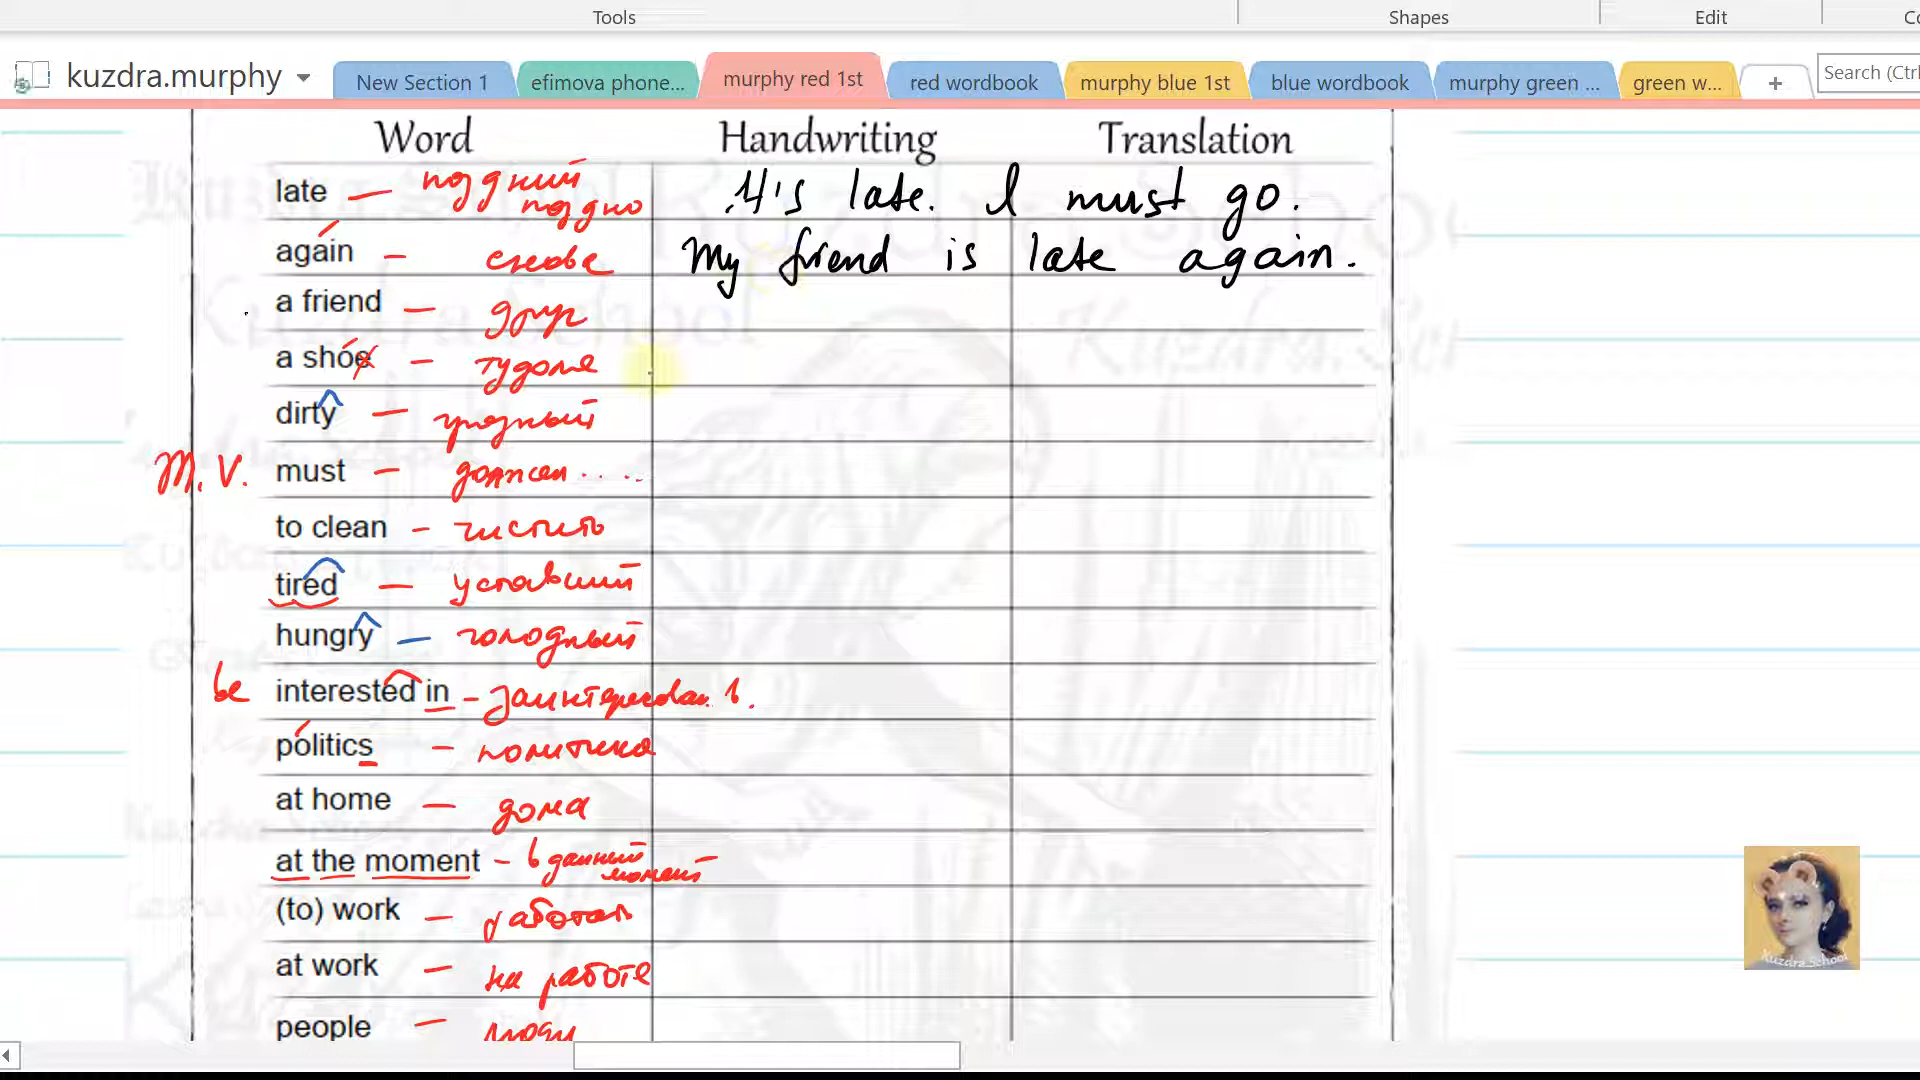 Tools Shapes Edit
kuzdra.murphy New Section 1 efimova phone... murphy red 1st red wordbook murphy blue 1st blue wordbook murphy green ... green w... + Search (Ctrl
Word Handwriting Translation
late — поздний поздно It's late. I must go.
again — снова My friend is late again.
a friend — друг
a shoe — туфля
dirty — грязный
M.V. must — должен .....
to clean - чистить
tired — уставший
hungry — голодный
be interested in - заинтересован. в.
politics — политика
at home — дома
at the moment - в данный момент
(to) work — работать
at work — на работе
people — люди
Kuzdra.School